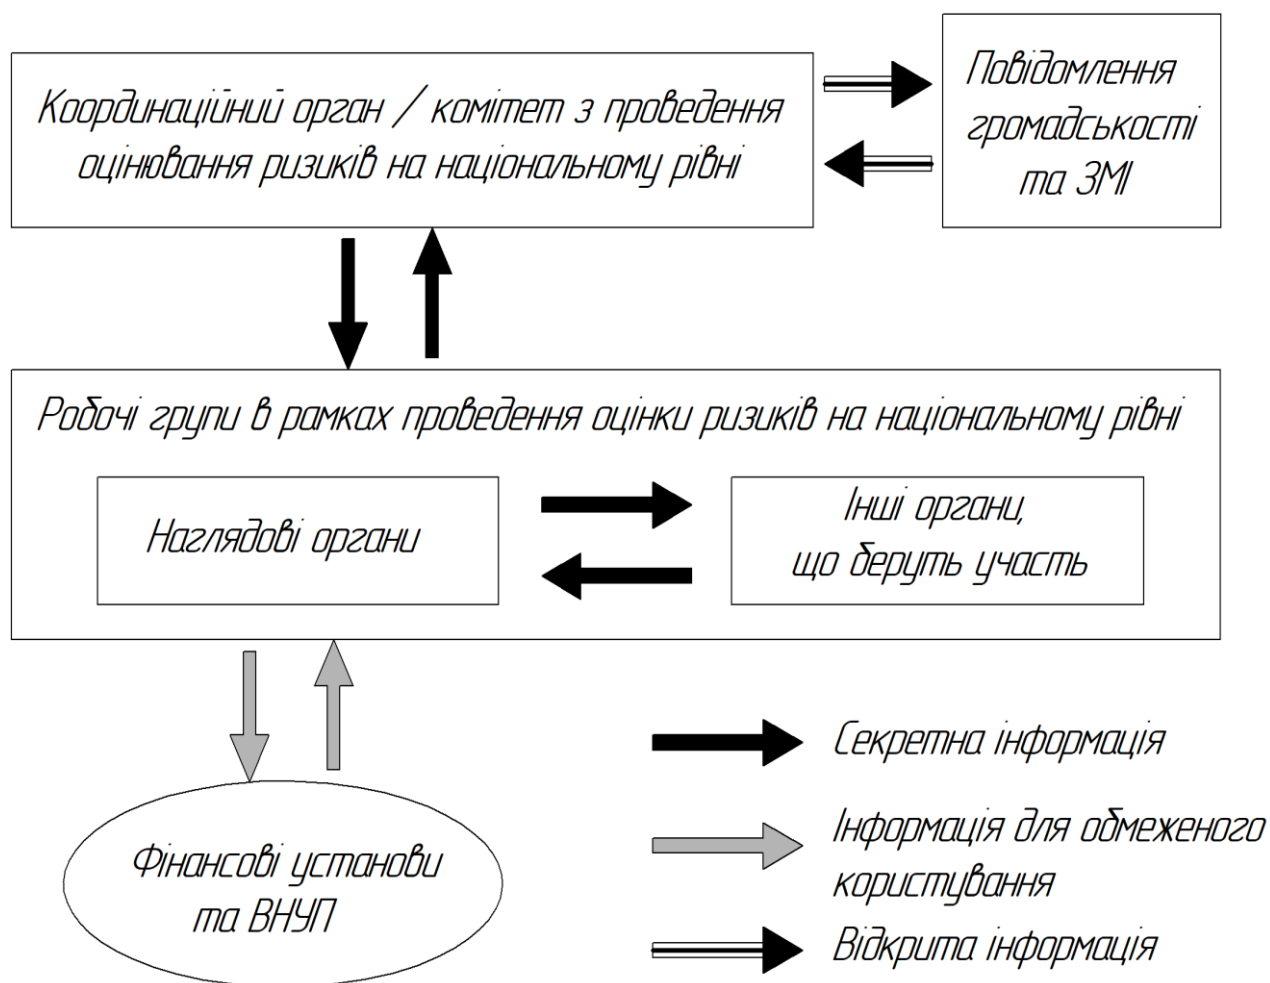 Координаційний орган / комітет з проведення
оцінювання ризиків на національному рівні
Повідомлення
громадськості
та ЗМІ
Робочі групи в рамках проведення оцінки ризиків на національному рівні
Наглядові органи
Інші органи,
що беруть участь
Фінансові установи
та ВНУП
Секретна інформація
Інформація для обмеженого
користування
Відкрита інформація